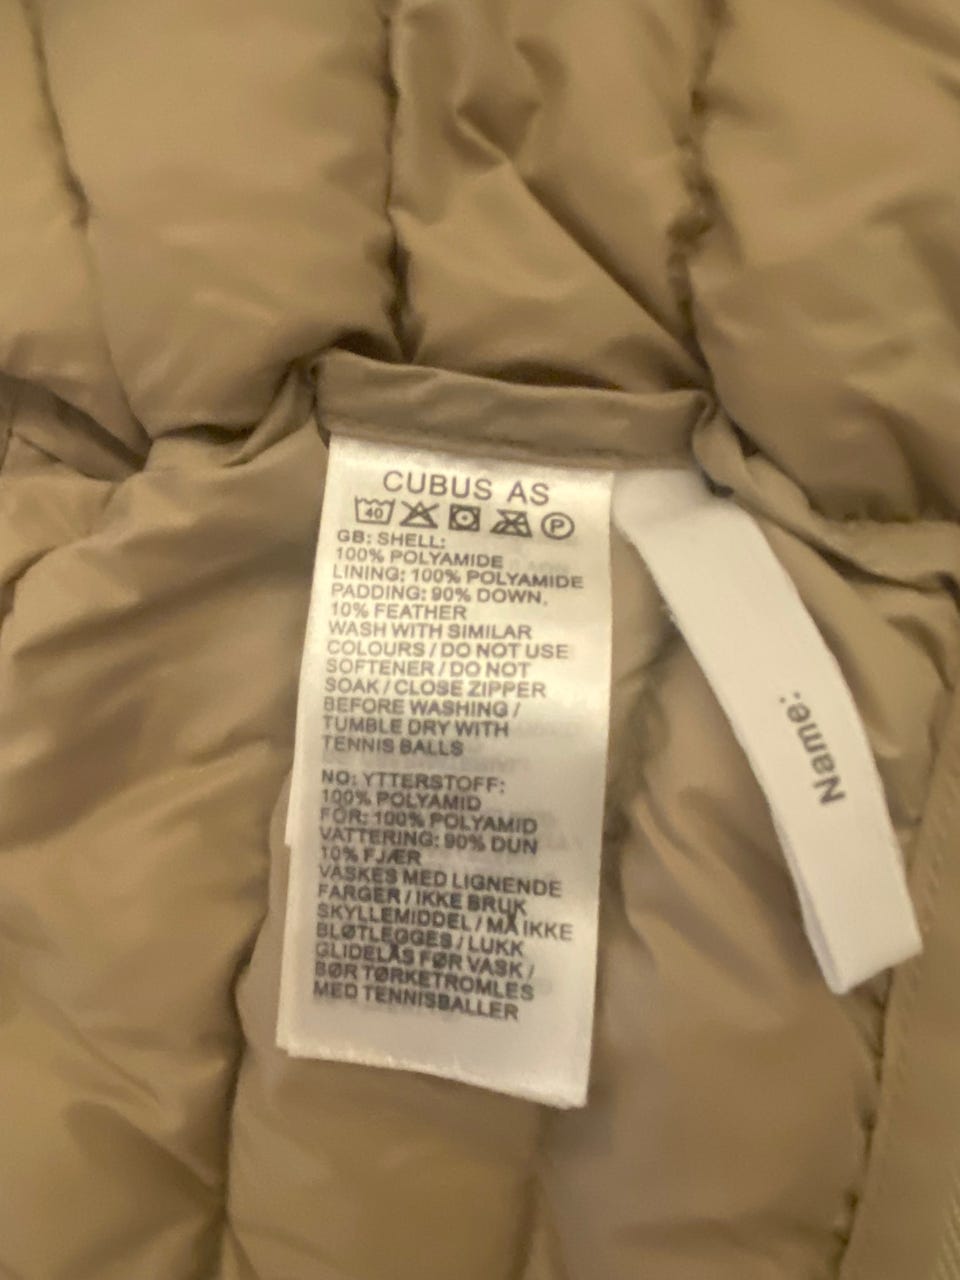 CUBUS AS
40 P
GB: SHELL:
100% POLYAMIDE
LINING: 100% POLYAMIDE
PADDING: 90% DOWN,
10% FEATHER
WASH WITH SIMILAR
COLOURS / DO NOT USE
SOFTENER / DO NOT
SOAK / CLOSE ZIPPER
BEFORE WASHING /
TUMBLE DRY WITH
TENNIS BALLS
NO: YTTERSTOFF:
100% POLYAMID
FÔR: 100% POLYAMID
VATTERING: 90% DUN
10% FJÆR
VASKES MED LIGNENDE
FARGER / IKKE BRUK
SKYLLEMIDDEL / MÅ IKKE
BLØTLEGGES / LUKK
GLIDELÅS FØR VASK /
BØR TØRKETROMLES
MED TENNISBALLER
Name: